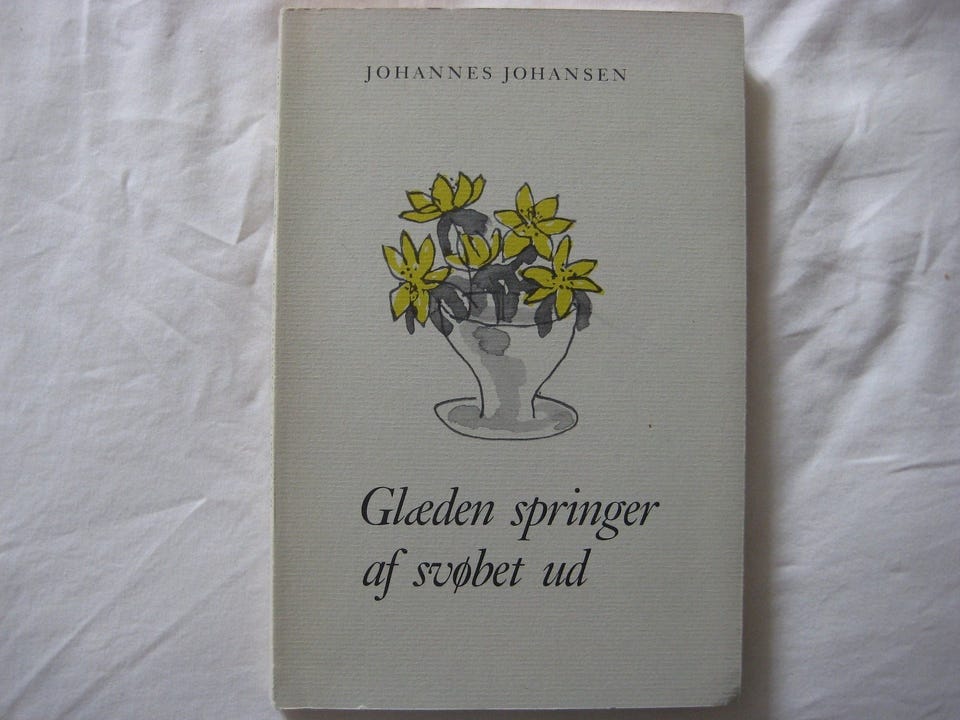 JOHANNES JOHANSEN
Glæden springer
af svøbet ud